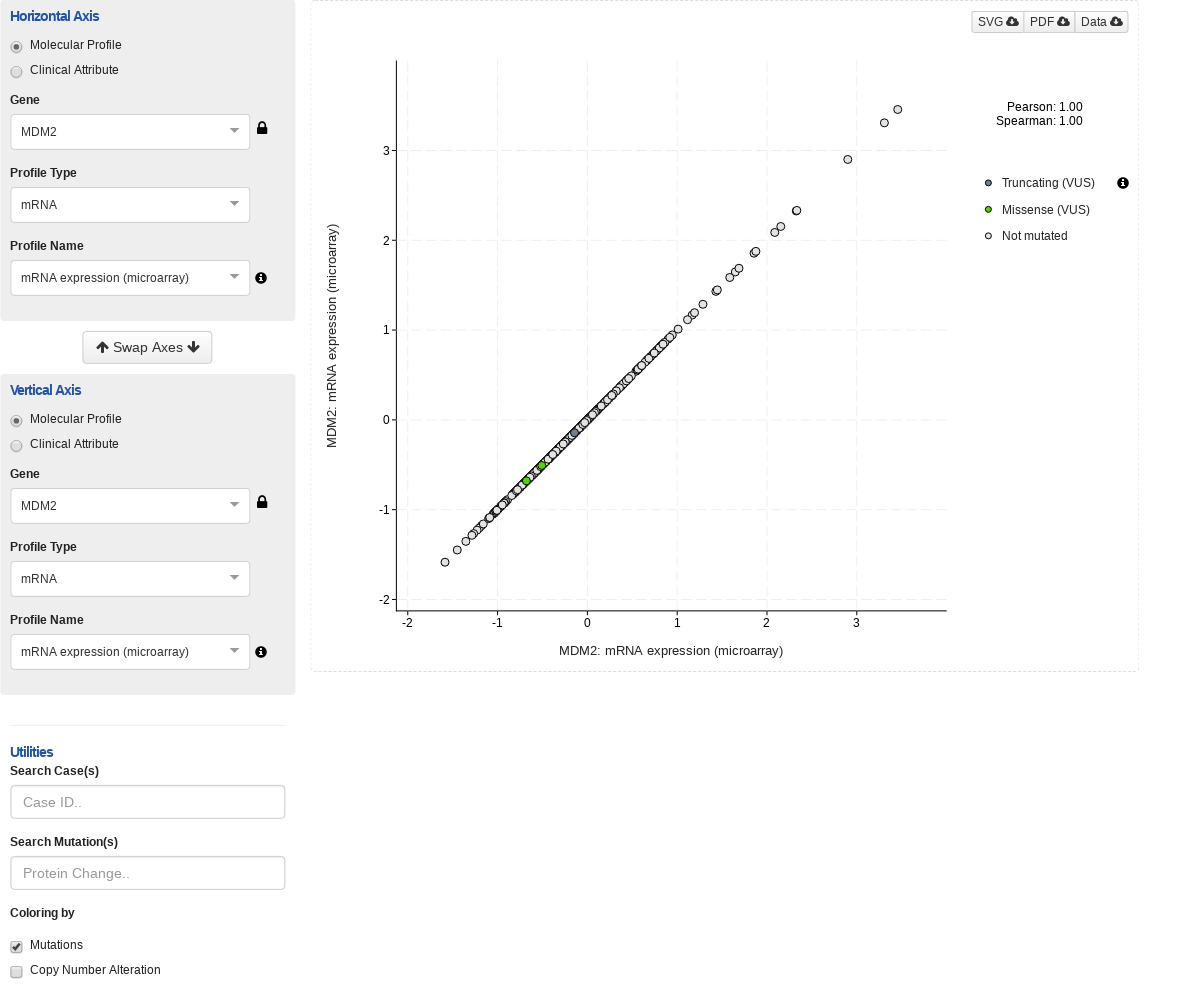 Horizontal Axis
Molecular Profile
Clinical Attribute
Gene
MDM2
Profile Type
mRNA
Profile Name
mRNA expression (microarray)
Swap Axes
Vertical Axis
Molecular Profile
Clinical Attribute
Gene
MDM2
Profile Type
mRNA
Profile Name
mRNA expression (microarray)
Utilities
Search Case(s)
Case ID..
Search Mutation(s)
Protein Change..
Coloring by
Mutations
Copy Number Alteration
SVG PDF Data
Pearson: 1.00
Spearman: 1.00
Truncating (VUS)
Missense (VUS)
Not mutated
MDM2: mRNA expression (microarray)
3
2
1
0
-1
-2
-2 -1 0 1 2 3
MDM2: mRNA expression (microarray)